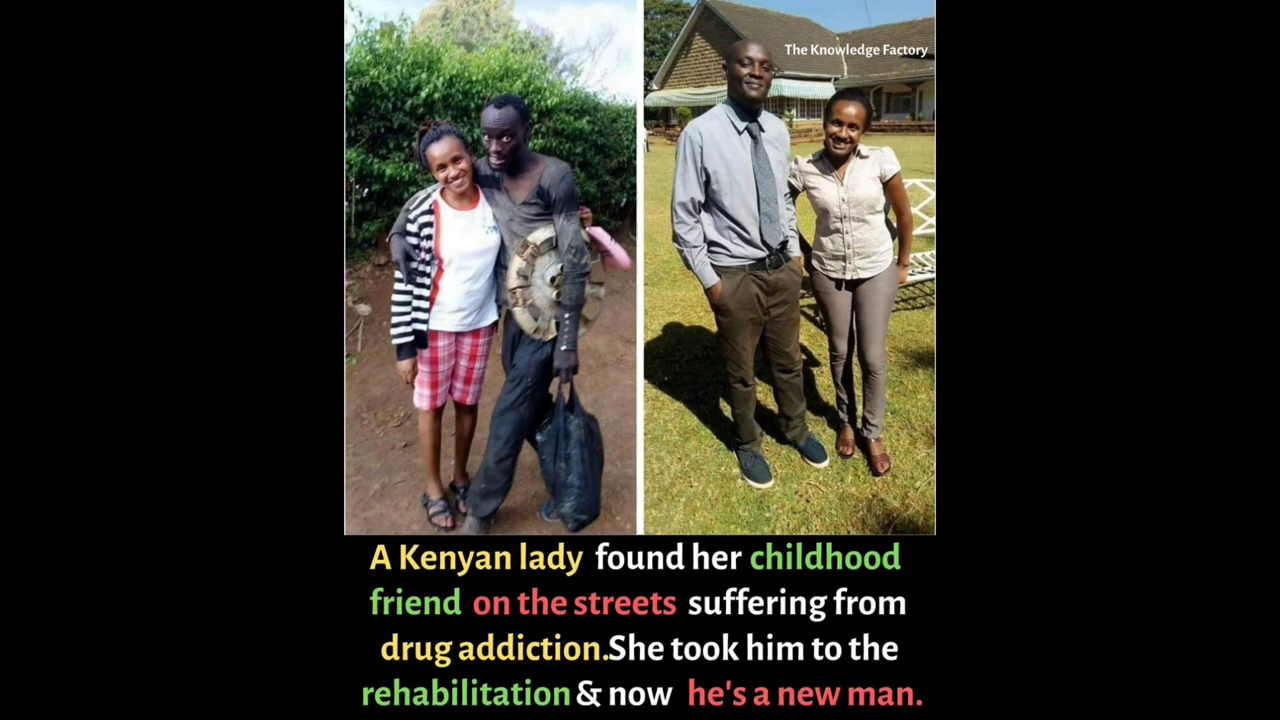 The Knowledge Factory
A Kenyan lady found her childhood
friend on the streets suffering from
drug addiction.She took him to the
rehabilitation & now he's a new man.